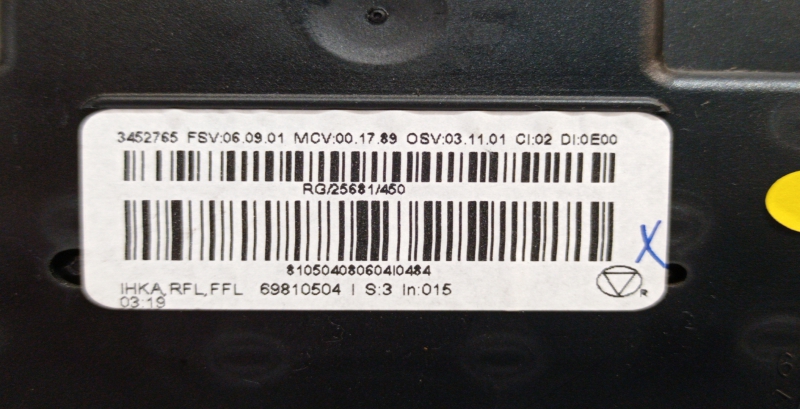 3452765 FSV:06.09.01 MCV:00.17.89 OSV:03.11.01 CI:02 DI:0E00
RG/25681/450
810504080604I0484
IHKA,RFL,FFL 69810504 I S:3 In:015
03:19
X
R